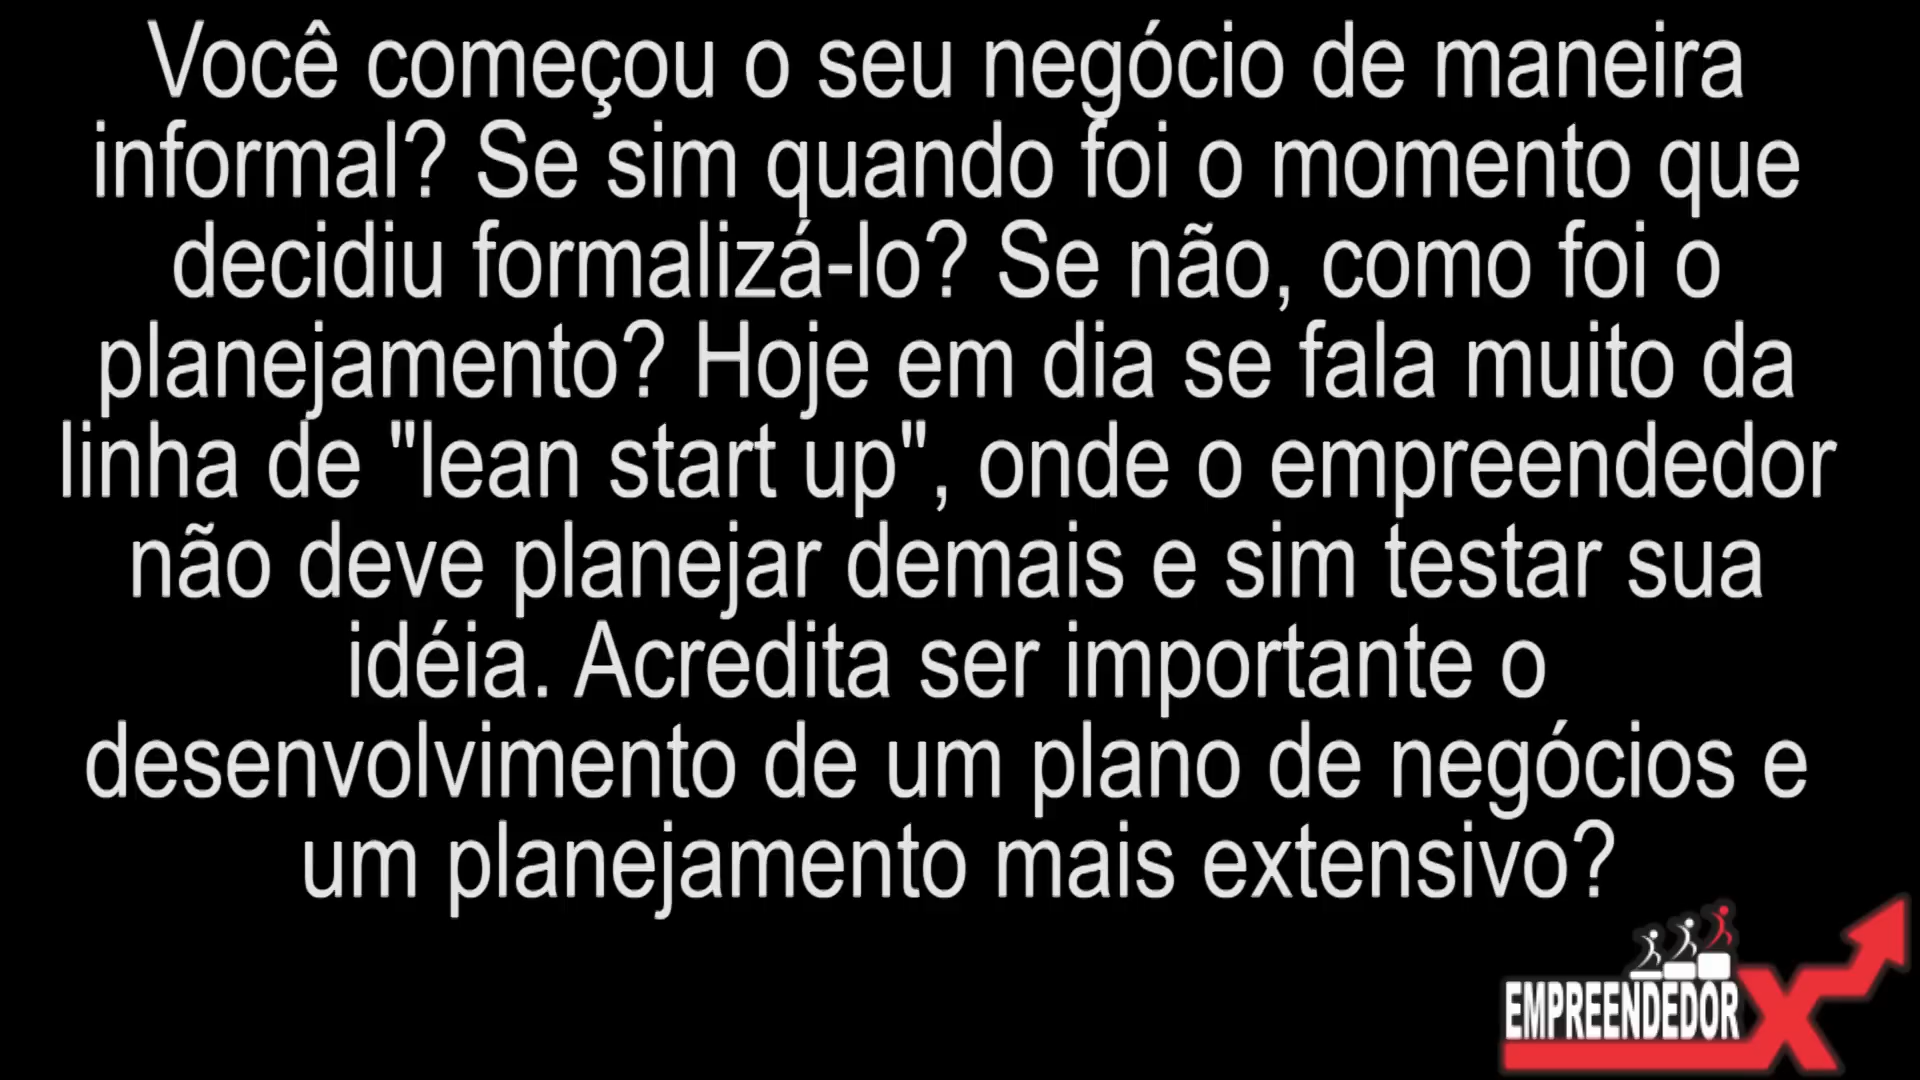 Você começou o seu negócio de maneira
informal? Se sim quando foi o momento que
decidiu formalizá-lo? Se não, como foi o
planejamento? Hoje em dia se fala muito da
linha de "lean start up", onde o empreendedor
não deve planejar demais e sim testar sua
idéia. Acredita ser importante o
desenvolvimento de um plano de negócios e
um planejamento mais extensivo?
EMPREENDEDOR X